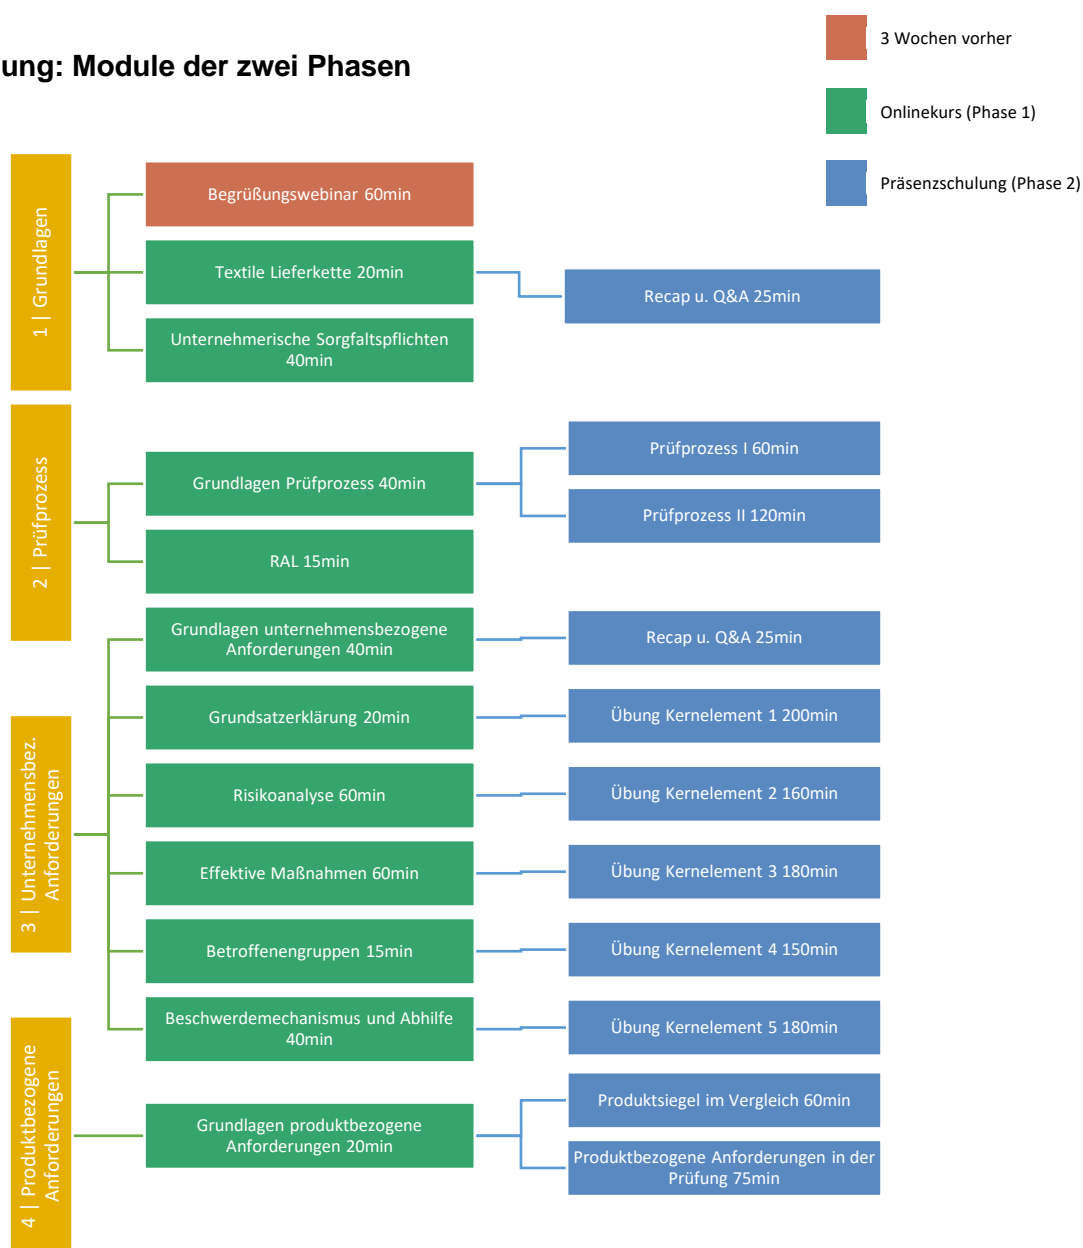 ung: Module der zwei Phasen
3 Wochen vorher
Onlinekurs (Phase 1)
Präsenzschulung (Phase 2)
1 | Grundlagen
Begrüßungswebinar 60min
Textile Lieferkette 20min
Unternehmerische Sorgfaltspflichten
40min
Recap u. Q&A 25min
2 | Prüfprozess
Grundlagen Prüfprozess 40min
RAL 15min
Prüfprozess I 60min
Prüfprozess II 120min
3 | Unternehmensbez.
Anforderungen
Grundlagen unternehmensbezogene
Anforderungen 40min
Recap u. Q&A 25min
Grundsatzerklärung 20min
Übung Kernelement 1 200min
Risikoanalyse 60min
Übung Kernelement 2 160min
Effektive Maßnahmen 60min
Übung Kernelement 3 180min
Betroffenengruppen 15min
Übung Kernelement 4 150min
Beschwerdemechanismus und Abhilfe
40min
Übung Kernelement 5 180min
4 | Produktbezogene
Anforderungen
Grundlagen produktbezogene
Anforderungen 20min
Produktsiegel im Vergleich 60min
Produktbezogene Anforderungen in der
Prüfung 75min